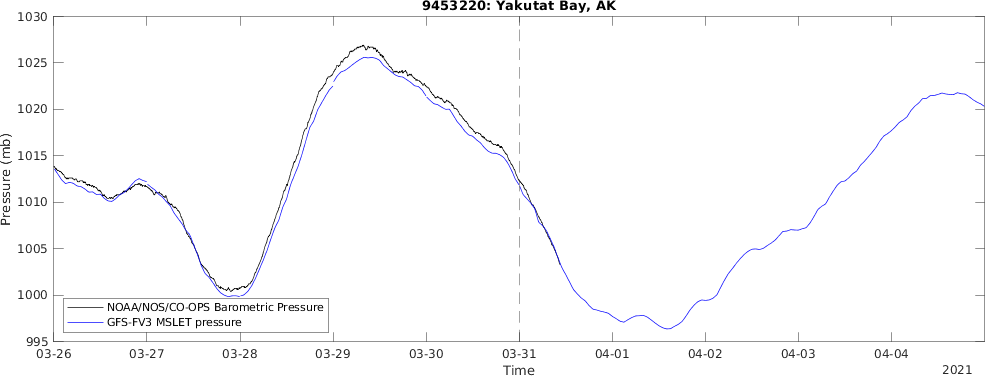 9453220: Yakutat Bay, AK
1030
1025
1020
1015
1010
1005
1000
995
Pressure (mb)
NOAA/NOS/CO-OPS Barometric Pressure
GFS-FV3 MSLET pressure
03-26 03-27 03-28 03-29 03-30 03-31 04-01 04-02 04-03 04-04
Time
2021